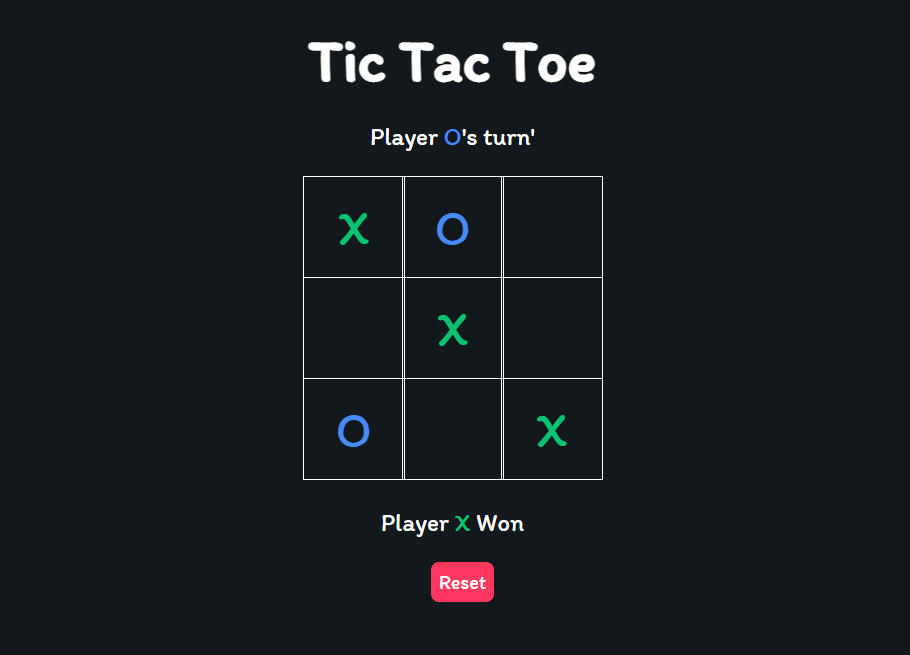 Tic Tac Toe
Player O's turn'
X O
X
O X
Player X Won
Reset